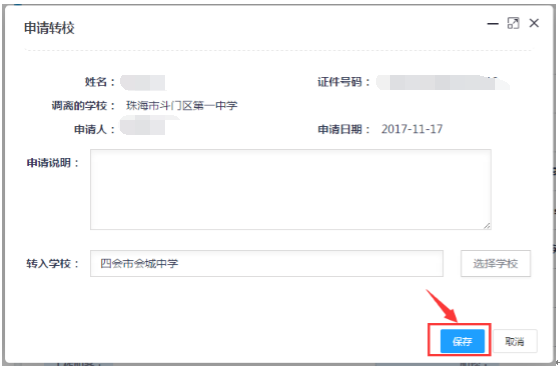 申请转校
姓名： 证件号码：
调离的学校： 珠海市斗门区第一中学
申请人： 申请日期： 2017-11-17
申请说明：
转入学校： 四会市会城中学 选择学校
保存 取消